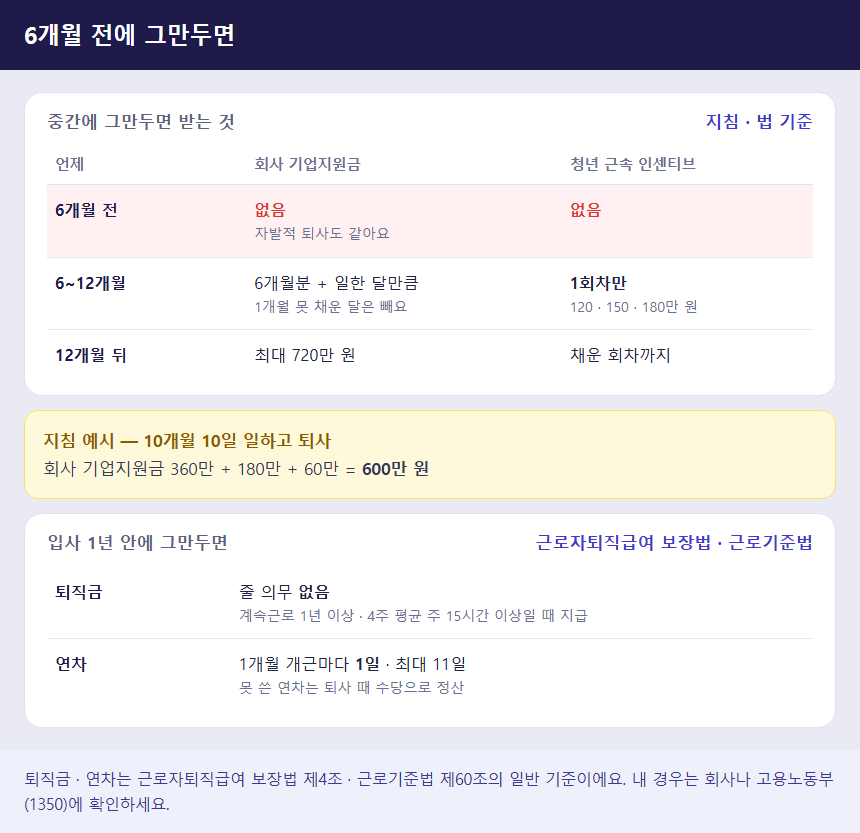 6개월 전에 그만두면
중간에 그만두면 받는 것 지침 · 법 기준
언제 회사 기업지원금 청년 근속 인센티브
6개월 전 없음 없음
자발적 퇴사도 같아요
6~12개월 6개월분 + 일한 달만큼 1회차만
1개월 못 채운 달은 빼요 120 · 150 · 180만 원
12개월 뒤 최대 720만 원 채운 회차까지
지침 예시 — 10개월 10일 일하고 퇴사
회사 기업지원금 360만 + 180만 + 60만 = 600만 원
입사 1년 안에 그만두면 근로자퇴직급여 보장법 · 근로기준법
퇴직금 줄 의무 없음
계속근로 1년 이상 · 4주 평균 주 15시간 이상일 때 지급
연차 1개월 개근마다 1일 · 최대 11일
못 쓴 연차는 퇴사 때 수당으로 정산
퇴직금 · 연차는 근로자퇴직급여 보장법 제4조 · 근로기준법 제60조의 일반 기준이에요. 내 경우는 회사나 고용노동부
(1350)에 확인하세요.